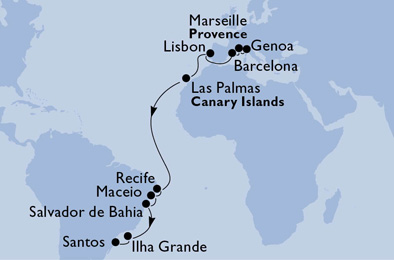 Marseille
Provence
Lisbon
Genoa
Barcelona
Las Palmas
Canary Islands
Recife
Maceio
Salvador de Bahia
Santos
Ilha Grande